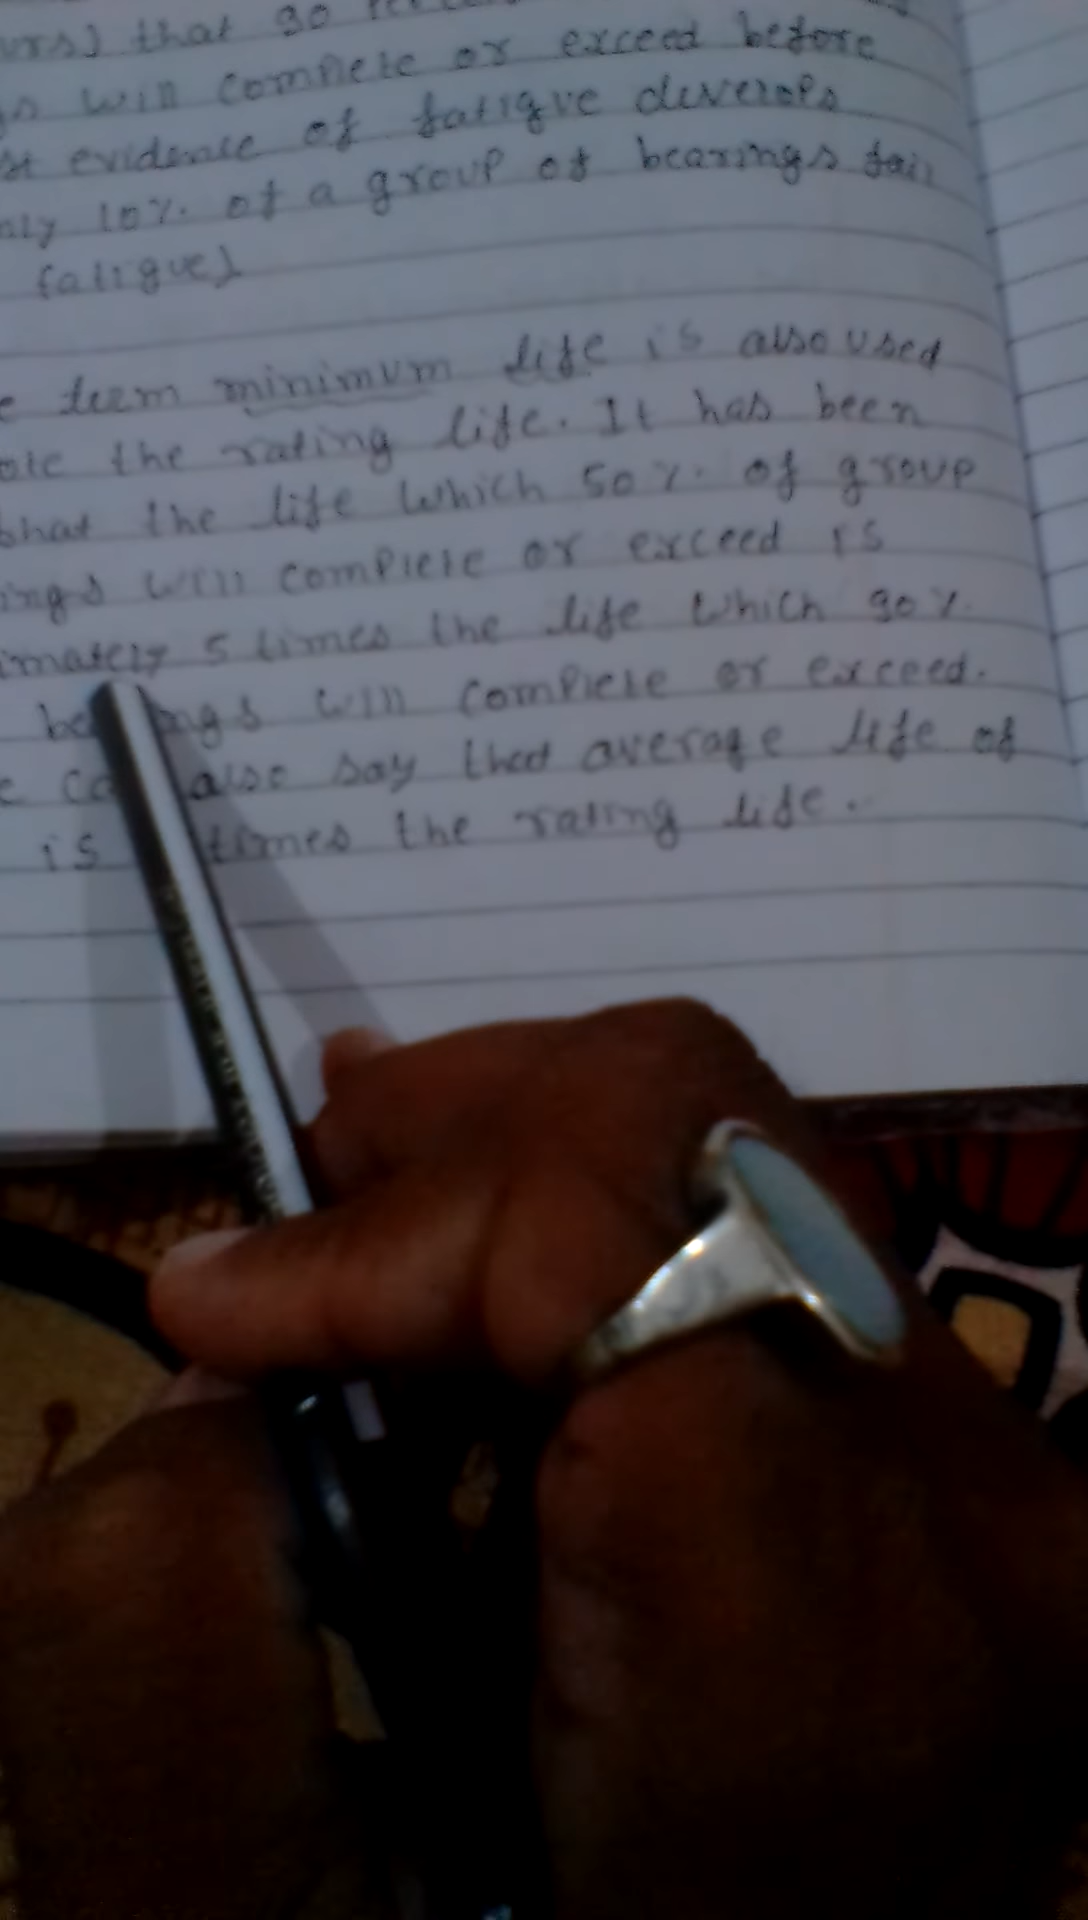 urs) that 90
will complete or exceed before
evidence of fatigue develops
10%. of a group of bearings fail
fatigue)
term minimum life is also used
the rating life. It has been
that the life which 50%. of group
will complete or exceed is
5 times the life which 90%.
will complete or exceed.
also say that average life of
is times the rating life.